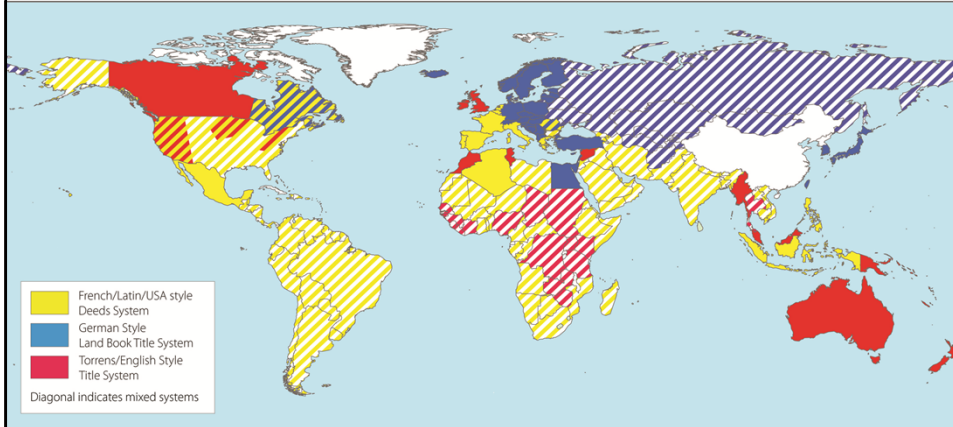 French/Latin/USA style
Deeds System
German Style
Land Book Title System
Torrens/English Style
Title System
Diagonal indicates mixed systems